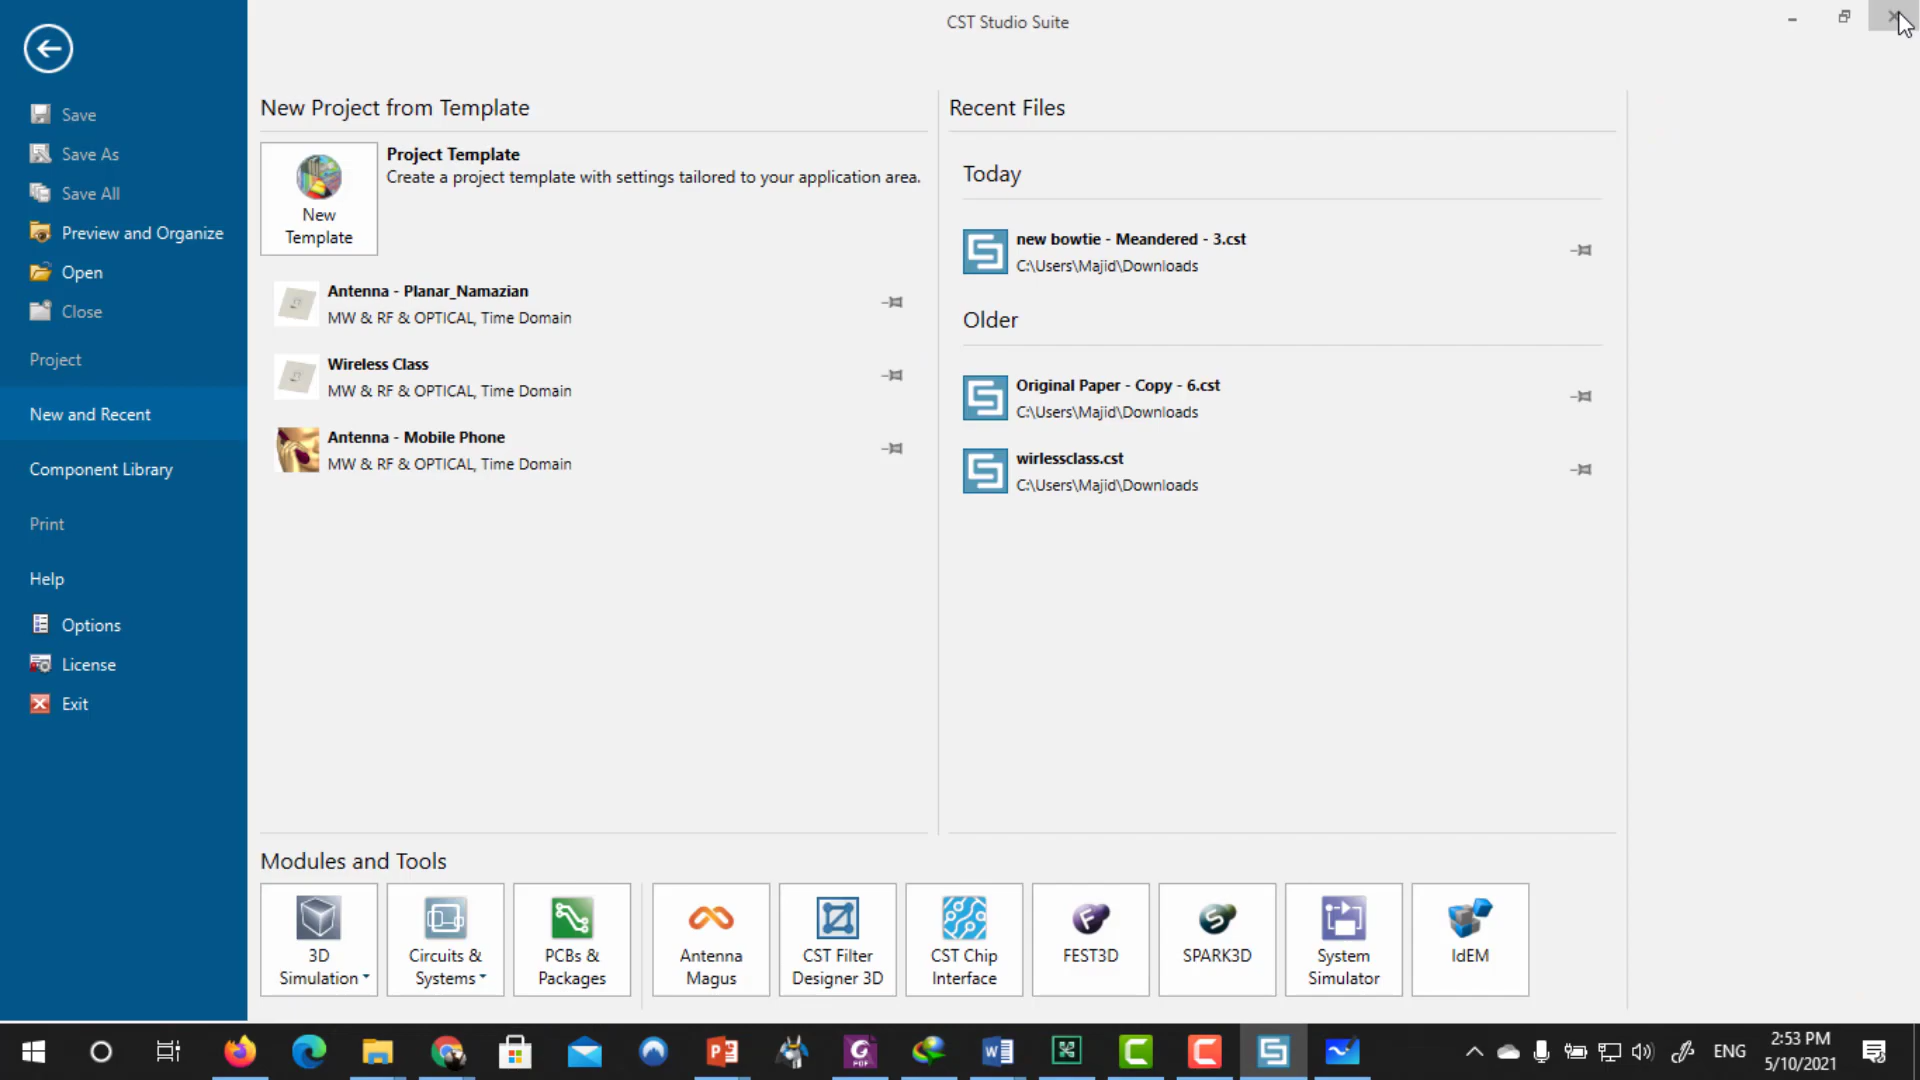 CST Studio Suite
Save
Save As
Save All
Preview and Organize
Open
Close
Project
New and Recent
Component Library
Print
Help
Options
License
Exit
New Project from Template
New
Template
Project Template
Create a project template with settings tailored to your application area.
Antenna - Planar_Namazian
MW & RF & OPTICAL, Time Domain
Wireless Class
MW & RF & OPTICAL, Time Domain
Antenna - Mobile Phone
MW & RF & OPTICAL, Time Domain
Recent Files
Today
new bowtie - Meandered - 3.cst
C:\Users\Majid\Downloads
Older
Original Paper - Copy - 6.cst
C:\Users\Majid\Downloads
wirlessclass.cst
C:\Users\Majid\Downloads
Modules and Tools
3D
Simulation
Circuits &
Systems
PCBs &
Packages
Antenna
Magus
CST Filter
Designer 3D
CST Chip
Interface
FEST3D
SPARK3D
System
Simulator
IdEM
ENG
2:53 PM
5/10/2021